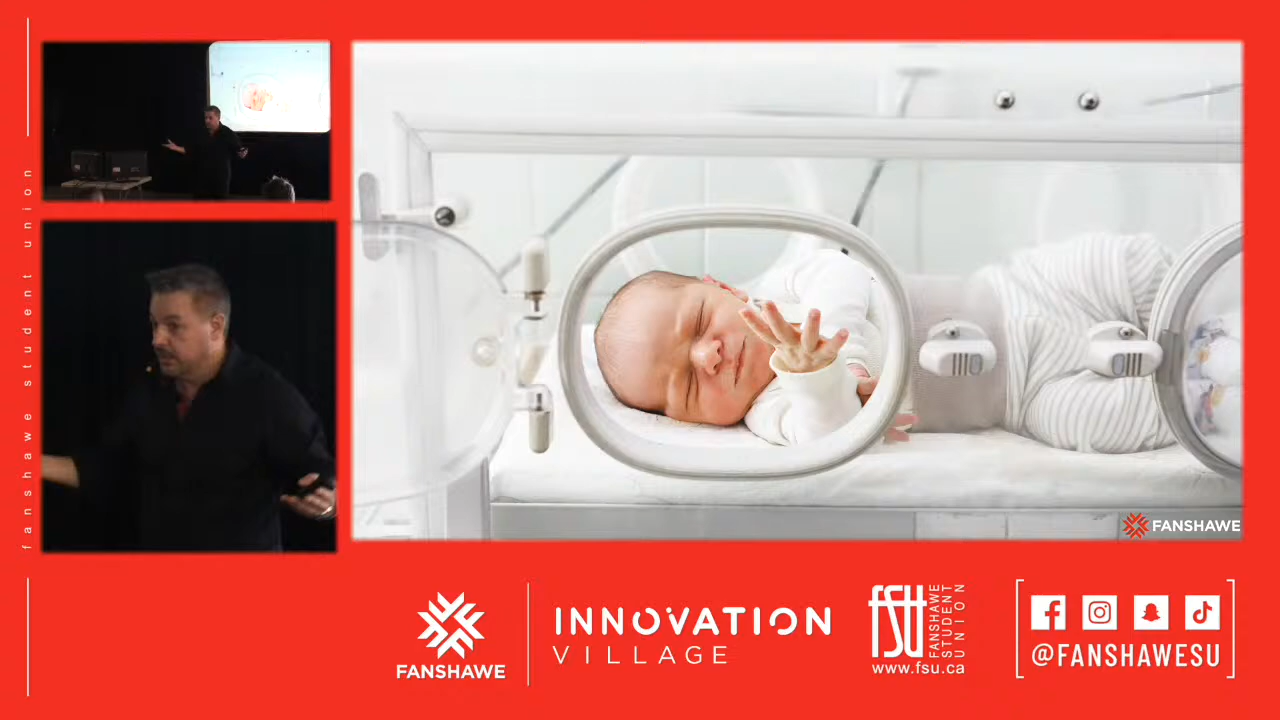 fanshawe student union
FANSHAWE
FANSHAWE
INNOVATION
VILLAGE
fsu
FANSHAWE
STUDENT
UNION
www.fsu.ca
@FANSHAWESU